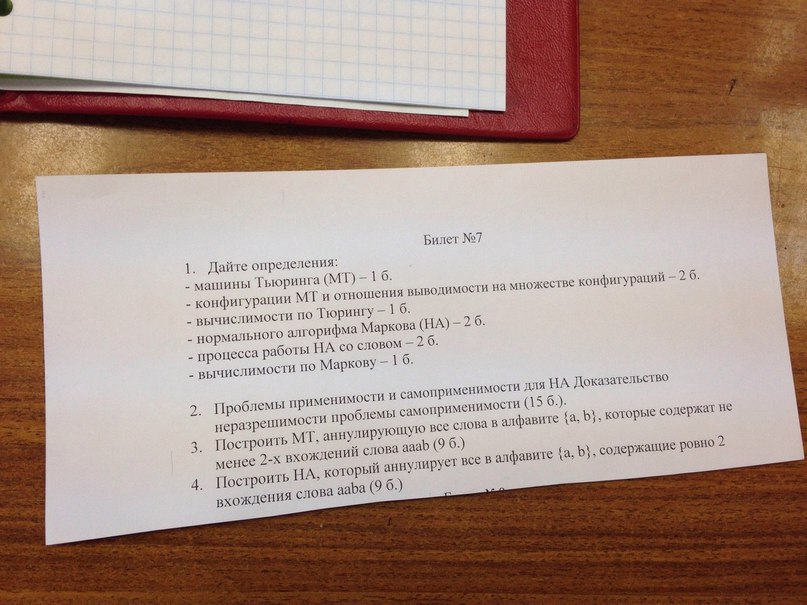 Билет №7
1. Дайте определения:
- машины Тьюринга (МТ) – 1 б.
- конфигурации МТ и отношения выводимости на множестве конфигураций – 2 б.
- вычислимости по Тюрингу – 1 б.
- нормального алгорифма Маркова (НА) – 2 б.
- процесса работы НА со словом – 2 б.
- вычислимости по Маркову – 1 б.
2. Проблемы применимости и самоприменимости для НА Доказательство
неразрешимости проблемы самоприменимости (15 б.).
3. Построить МТ, аннулирующую все слова в алфавите {a, b}, которые содержат не
менее 2-х вхождений слова aaab (9 б.)
4. Построить НА, который аннулирует все в алфавите {a, b}, содержащие ровно 2
вхождения слова aaba (9 б.)